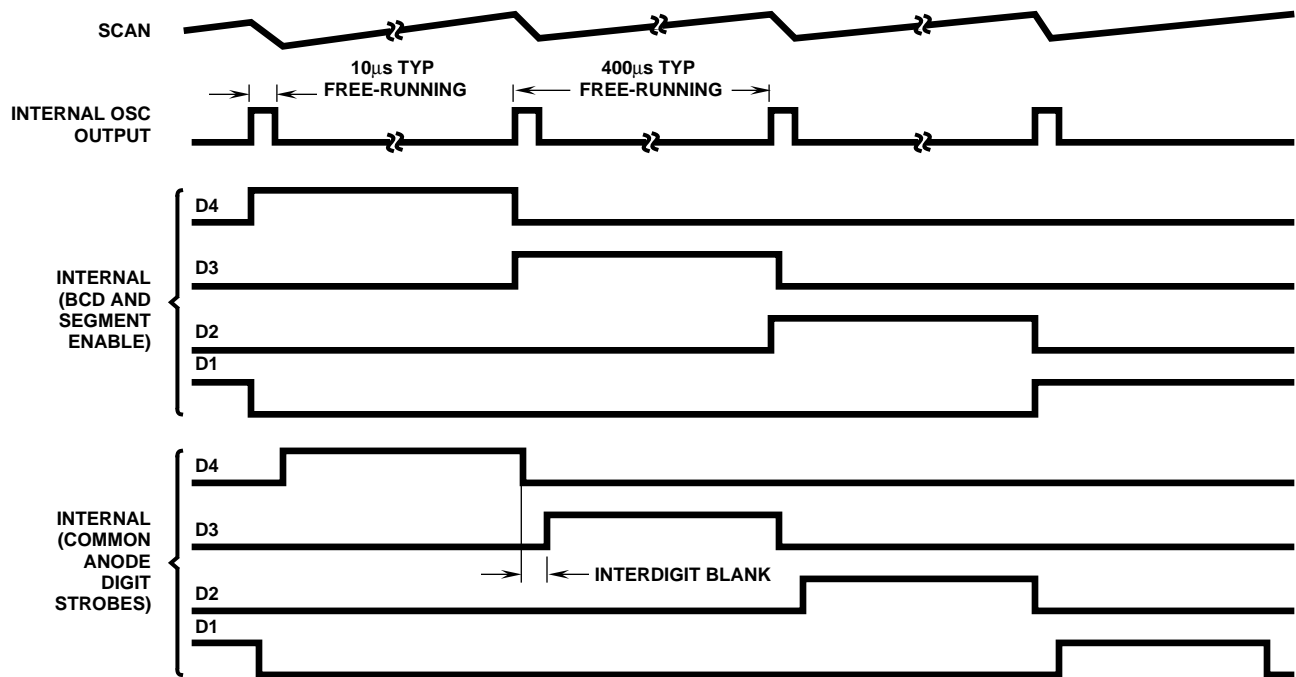 SCAN
10μs TYP
FREE-RUNNING
400μs TYP
FREE-RUNNING
INTERNAL OSC
OUTPUT
INTERNAL
(BCD AND
SEGMENT
ENABLE)
D4
D3
D2
D1
INTERNAL
(COMMON
ANODE
DIGIT
STROBES)
D4
D3
INTERDIGIT BLANK
D2
D1